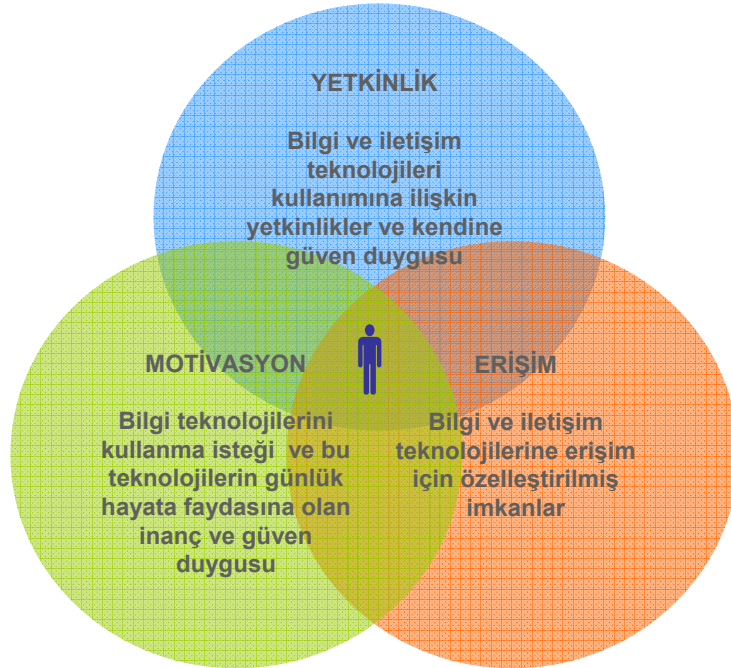 YETKİNLİK
Bilgi ve iletişim
teknolojileri
kullanımına ilişkin
yetkinlikler ve kendine
güven duygusu
MOTİVASYON
Bilgi teknolojilerini
kullanma isteği ve bu
teknolojilerin günlük
hayata faydasına olan
inanç ve güven
duygusu
ERİŞİM
Bilgi ve iletişim
teknolojilerine erişim
için özelleştirilmiş
imkanlar